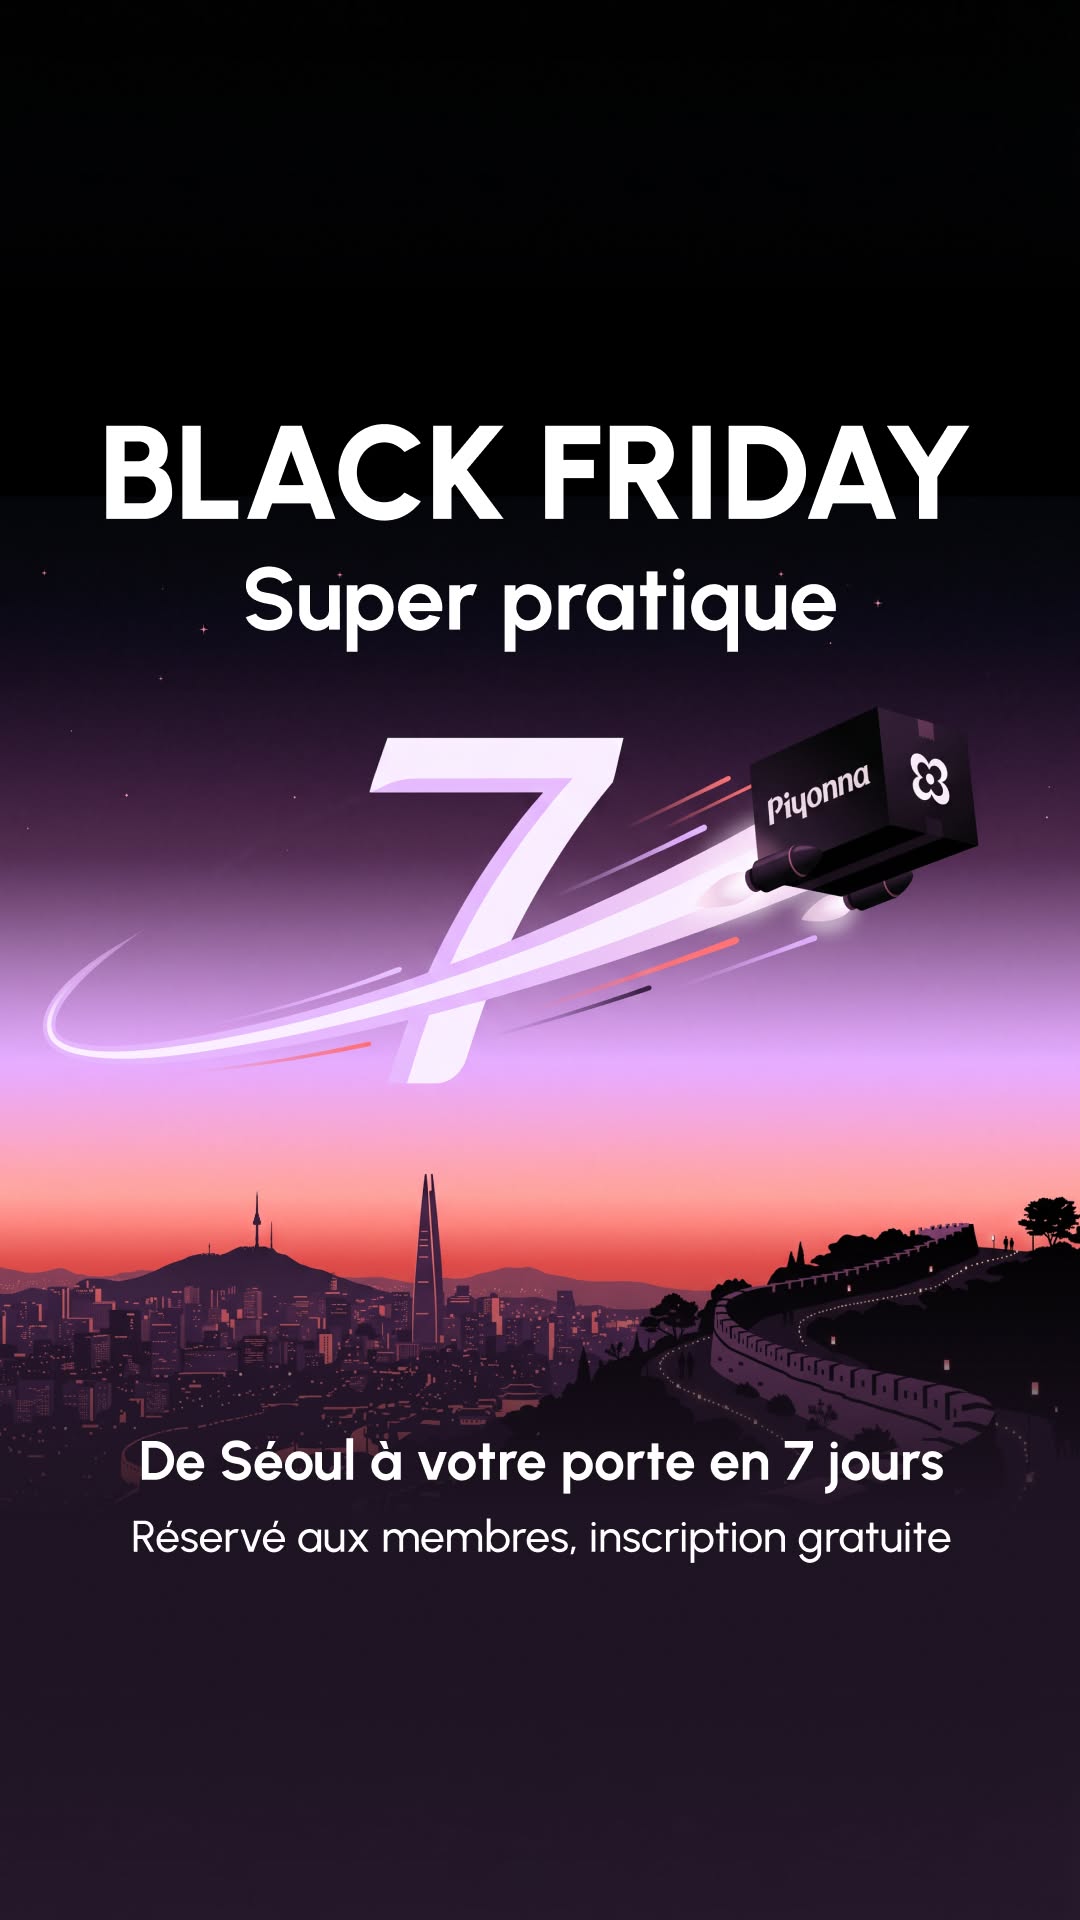 BLACK FRIDAY
Super pratique
7
Piyonna
De Séoul à votre porte en 7 jours
Réservé aux membres, inscription gratuite